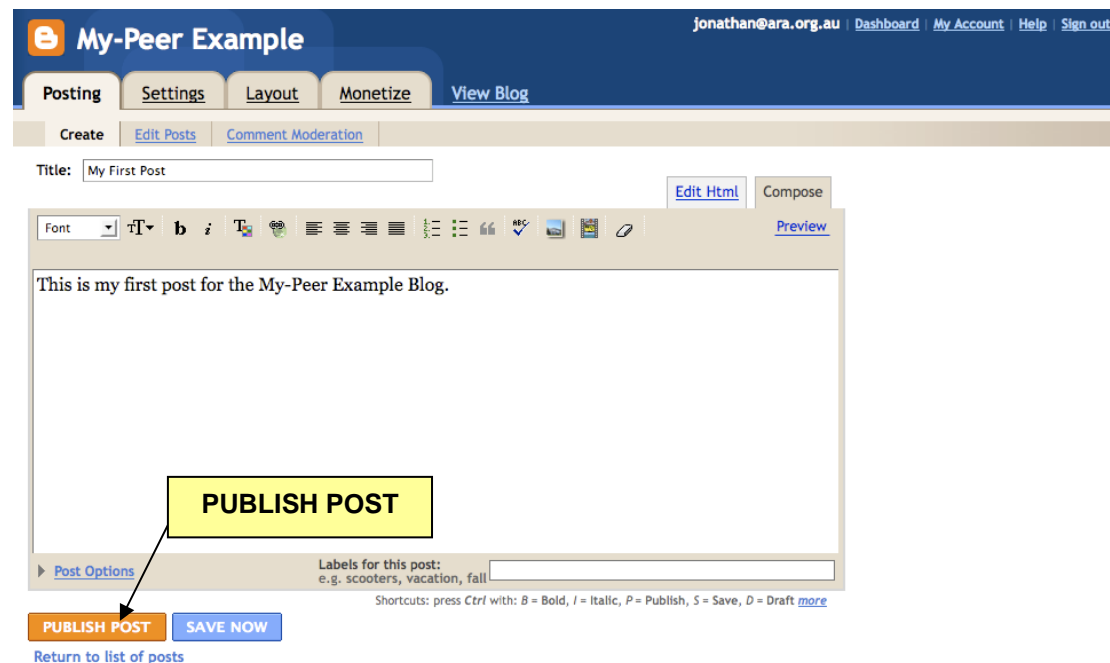 jonathan@ara.org.au | Dashboard | My Account | Help | Sign out
My-Peer Example
Posting Settings Layout Monetize View Blog
Create Edit Posts Comment Moderation
Title: My First Post
Edit Html Compose
Font Preview
This is my first post for the My-Peer Example Blog.
PUBLISH POST
Post Options Labels for this post:
e.g. scooters, vacation, fall
Shortcuts: press Ctrl with: B = Bold, I = Italic, P = Publish, S = Save, D = Draft more
PUBLISH POST SAVE NOW
Return to list of posts